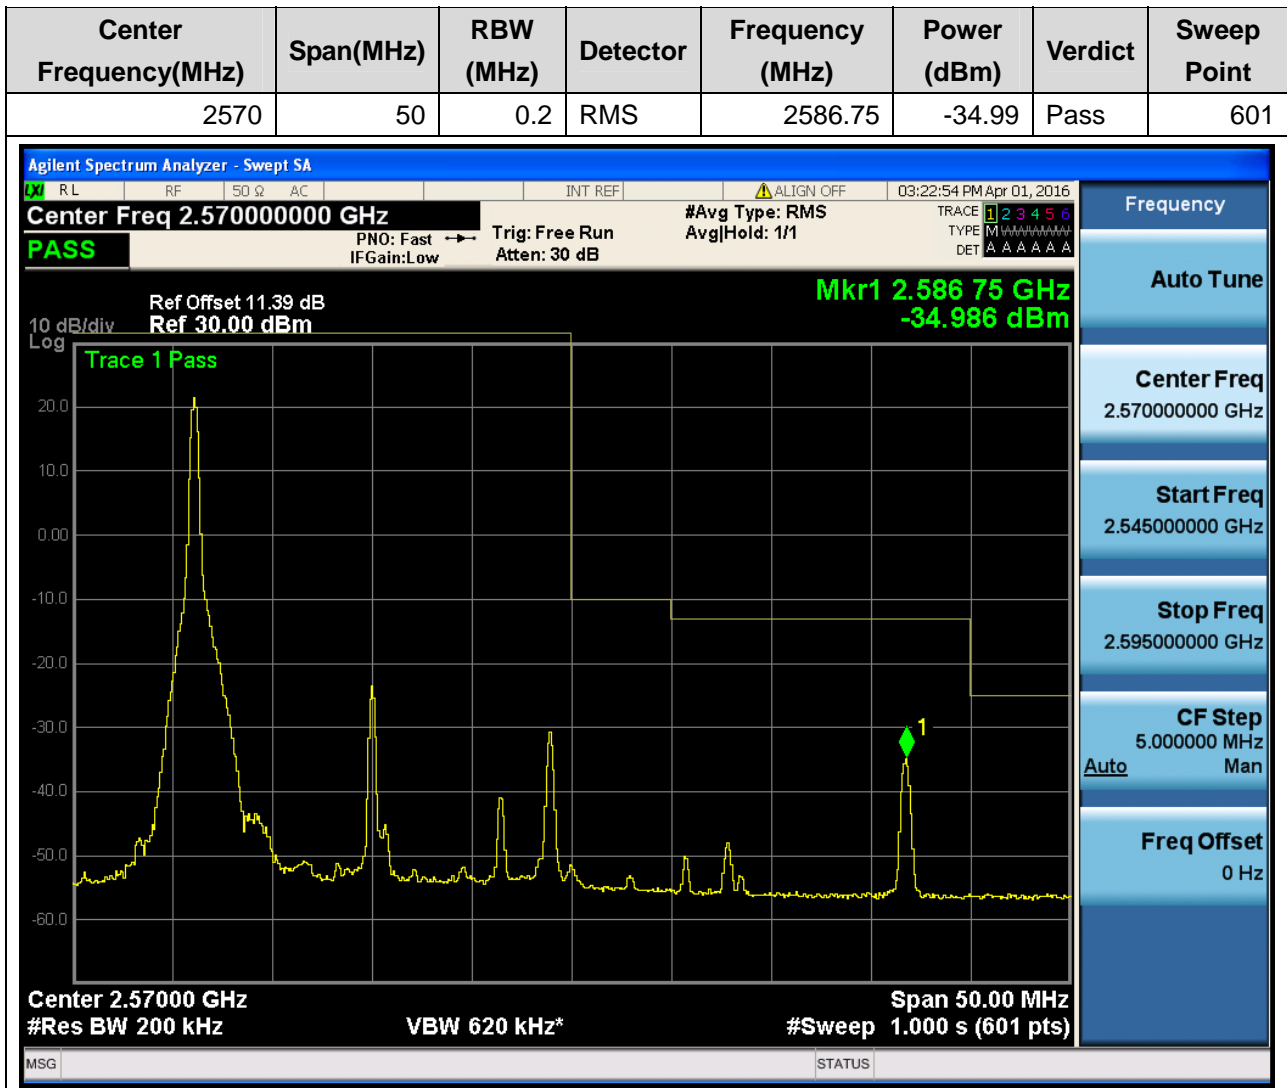 Center Frequency(MHz) Span(MHz) RBW (MHz) Detector Frequency (MHz) Power (dBm) Verdict Sweep Point
2570 50 0.2 RMS 2586.75 -34.99 Pass 601
Agilent Spectrum Analyzer - Swept SA
LXI RL RF 50 Ω AC INT REF ALIGN OFF 03:22:54 PM Apr 01, 2016
Center Freq 2.570000000 GHz
PASS
PNO: Fast
IFGain:Low
Trig: Free Run
Atten: 30 dB
#Avg Type: RMS
Avg|Hold: 1/1
TRACE 1 2 3 4 5 6
TYPE M
DET A A A A A A
Mkr1 2.586 75 GHz
-34.986 dBm
Ref Offset 11.39 dB
10 dB/div Ref 30.00 dBm
Log
Trace 1 Pass
20.0
10.0
0.00
-10.0
-20.0
-30.0
-40.0
-50.0
-60.0
1
Center 2.57000 GHz Span 50.00 MHz
#Res BW 200 kHz VBW 620 kHz* #Sweep 1.000 s (601 pts)
MSG STATUS
Frequency
Auto Tune
Center Freq
2.570000000 GHz
Start Freq
2.545000000 GHz
Stop Freq
2.595000000 GHz
CF Step
5.000000 MHz
Auto Man
Freq Offset
0 Hz